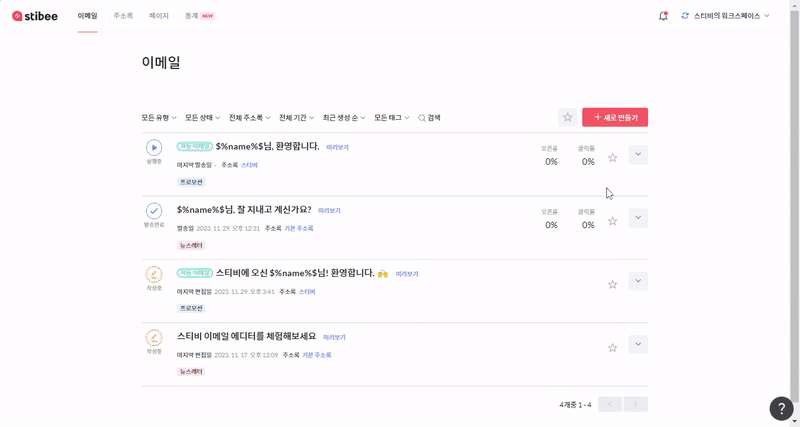 stibee 이메일 주소록 페이지 통계 NEW 스티비의 워크스페이스
이메일
모든 유형 모든 상태 전체 주소록 전체 기간 최근 생성 순 모든 태그 검색 + 새로 만들기
자동 이메일 $%name%$님, 환영합니다. 미리보기
실행중
마지막 발송일 - 주소록 스티비
오픈율 클릭률
0% 0%
프로모션
$%name%$님, 잘 지내고 계신가요? 미리보기
발송완료
발송일 2023. 11. 29. 오후 12:31 주소록 기본 주소록
오픈율 클릭률
0% 0%
뉴스레터
자동 이메일 스티비에 오신 $%name%$님! 환영합니다. 미리보기
작성중
마지막 편집일 2023. 11. 29. 오후 3:41 주소록 스티비
프로모션
스티비 이메일 에디터를 체험해보세요 미리보기
작성중
마지막 편집일 2023. 11. 17. 오후 12:09 주소록 기본 주소록
뉴스레터
4개중 1 - 4
?